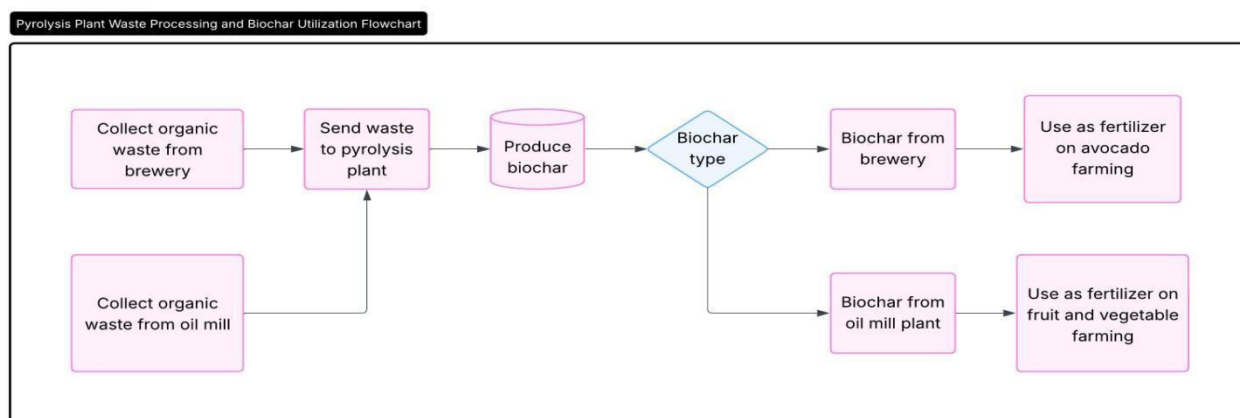 Pyrolysis Plant Waste Processing and Biochar Utilization Flowchart
Collect organic
waste from
brewery
Send waste
to pyrolysis
plant
Produce
biochar
Biochar
type
Biochar from
brewery
Use as fertilizer
on avocado
farming
Collect organic
waste from oil mill
Biochar from
oil mill plant
Use as fertilizer on
fruit and vegetable
farming